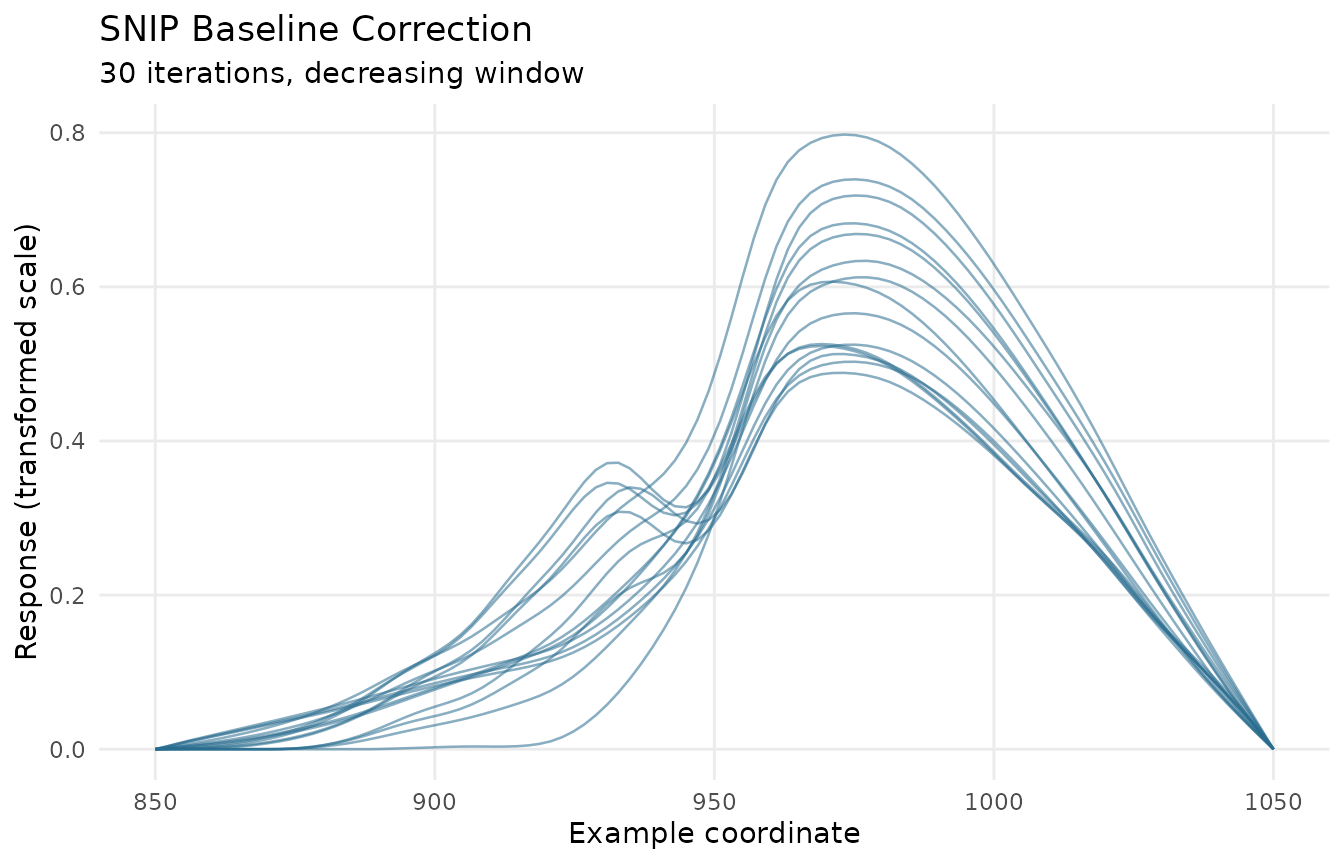 SNIP Baseline Correction
30 iterations, decreasing window
Response (transformed scale)
0.8
0.6
0.4
0.2
0.0
850
900
950
1000
1050
Example coordinate